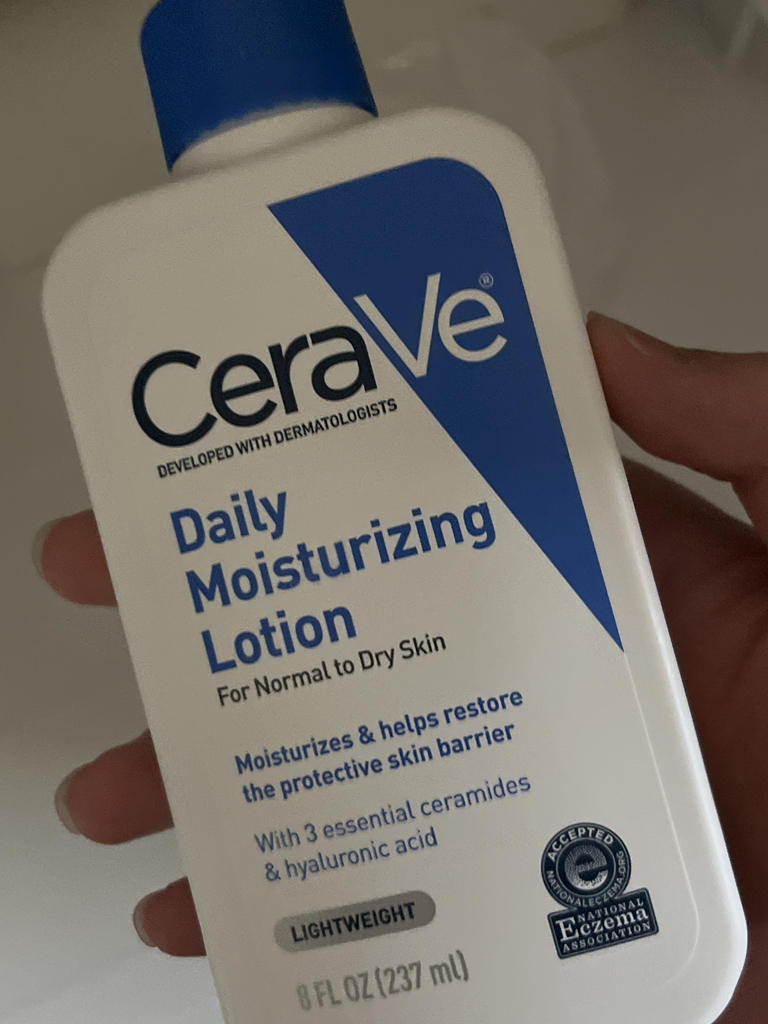 CeraVe®
DEVELOPED WITH DERMATOLOGISTS
Daily
Moisturizing
Lotion
For Normal to Dry Skin
Moisturizes & helps restore
the protective skin barrier
With 3 essential ceramides
& hyaluronic acid
LIGHTWEIGHT
8 FL OZ (237 ml)
ACCEPTED
e
NATIONALECZEMA.ORG
NATIONAL
Eczema
ASSOCIATION